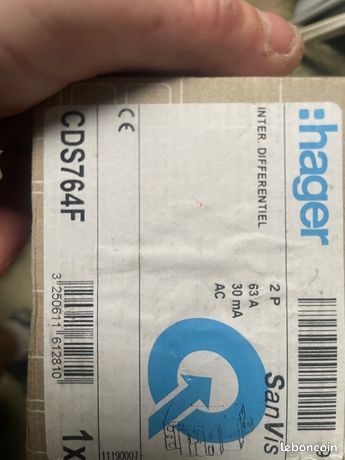 :hager
INTER. DIFFERENTIEL
2 P
63 A
30 mA
AC
SanVis
CE
CDS764F
3 250611 612810
11190007
1x
leboncoin